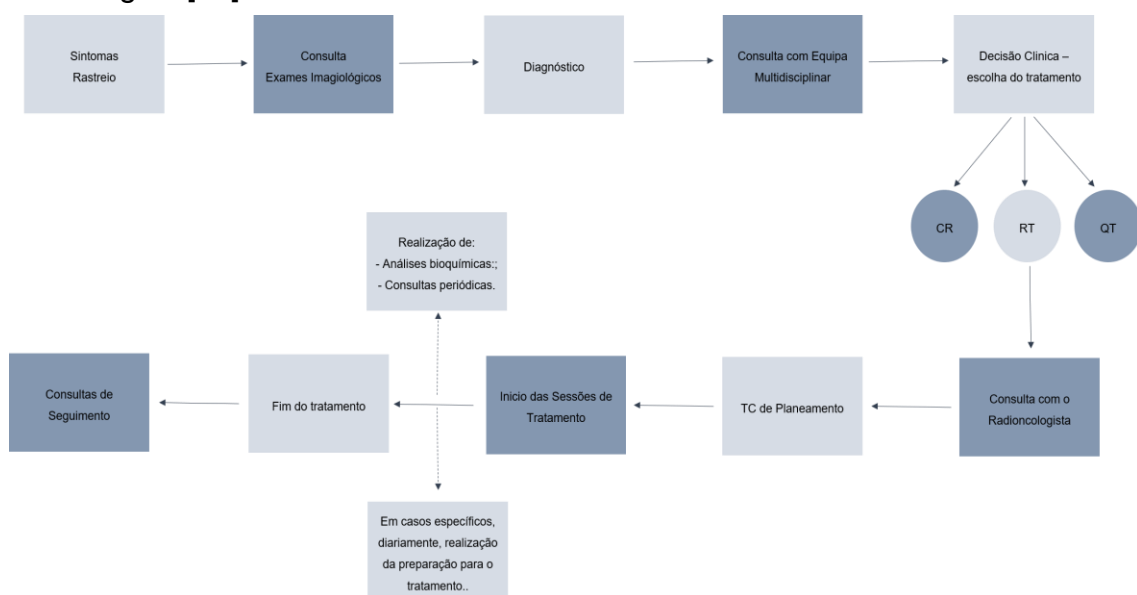 Sintomas
Rastreio
Consulta
Exames Imagiológicos
Diagnóstico
Consulta com Equipa
Multidisciplinar
Decisão Clinica –
escolha do tratamento
CR
RT
QT
Realização de:
- Análises bioquímicas:;
- Consultas periódicas.
Consultas de
Seguimento
Fim do tratamento
Inicio das Sessões de
Tratamento
TC de Planeamento
Consulta com o
Radioncologista
Em casos específicos,
diariamente, realização
da preparação para o
tratamento..